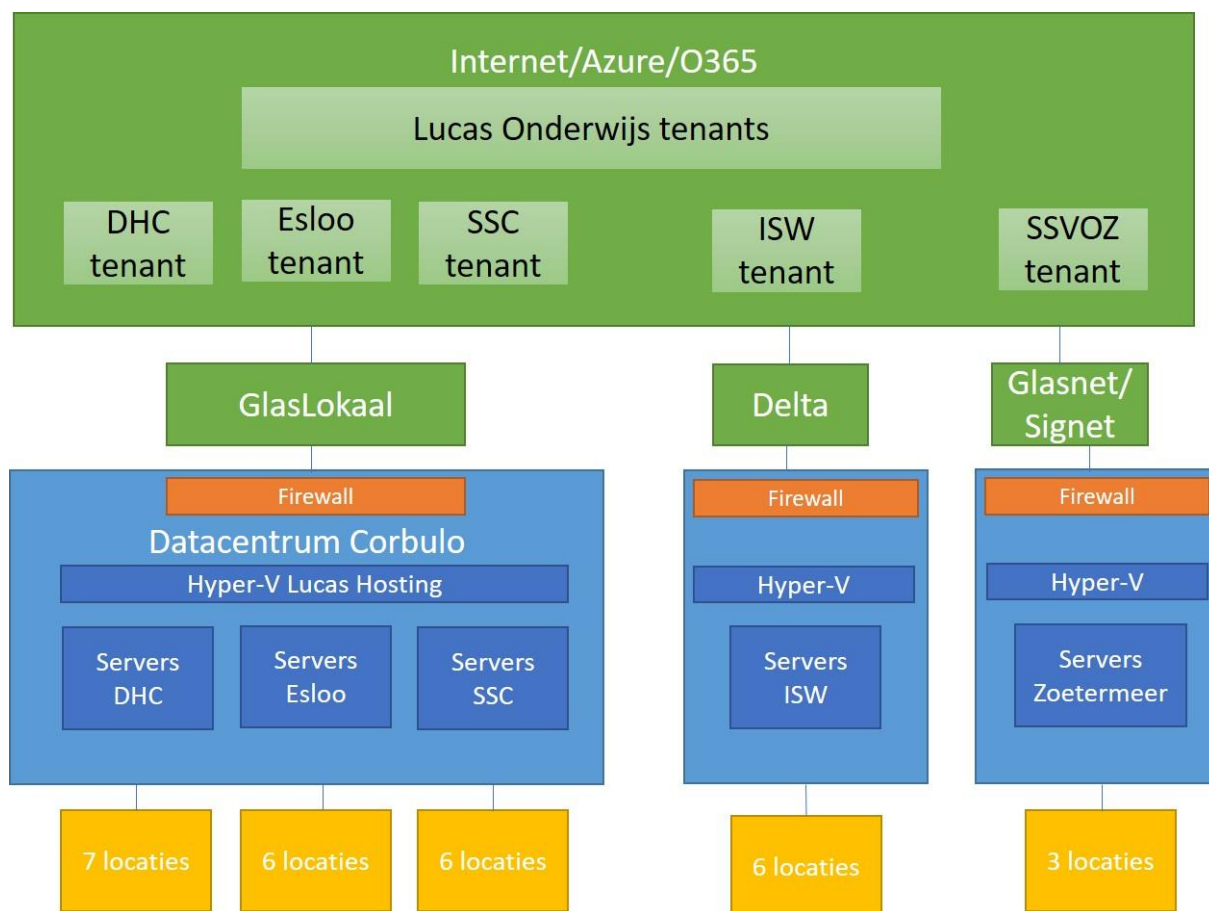 Internet/Azure/O365
Lucas Onderwijs tenants
DHC
tenant
Esloo
tenant
SSC
tenant
ISW
tenant
SSVOZ
tenant
GlasLokaal
Delta
Glasnet/
Signet
Firewall
Datacentrum Corbulo
Hyper-V Lucas Hosting
Servers
DHC
Servers
Esloo
Servers
SSC
Firewall
Hyper-V
Servers
ISW
Firewall
Hyper-V
Servers
Zoetermeer
7 locaties
6 locaties
6 locaties
6 locaties
3 locaties